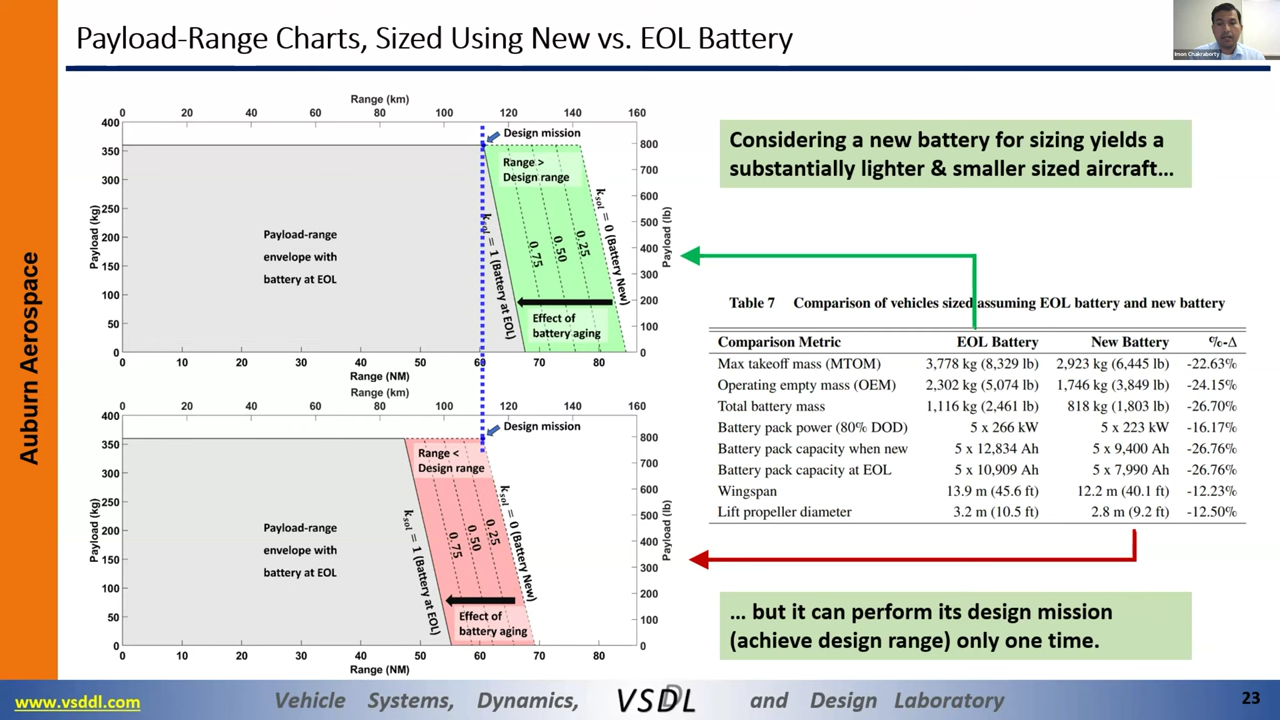 Payload-Range Charts, Sized Using New vs. EOL Battery
Imon Chakraborty
Auburn Aerospace
Range (km)
0 20 40 60 80 100 120 140 160
400
350
300
250
200
150
100
50
0
Payload (kg)
800
700
600
500
400
300
200
100
0
Payload (lb)
Design mission
Range >
Design range
Payload-range
envelope with
battery at EOL
k_sol = 1 (Battery at EOL)
0.75
0.50
0.25
k_sol = 0 (Battery New)
Effect of
battery aging
0 10 20 30 40 50 60 70 80
Range (NM)
Range (km)
0 20 40 60 80 100 120 140 160
400
350
300
250
200
150
100
50
0
Payload (kg)
800
700
600
500
400
300
200
100
0
Payload (lb)
Design mission
Range <
Design range
Payload-range
envelope with
battery at EOL
k_sol = 1 (Battery at EOL)
0.75
0.50
0.25
k_sol = 0 (Battery New)
Effect of
battery aging
0 10 20 30 40 50 60 70 80
Range (NM)
Considering a new battery for sizing yields a
substantially lighter & smaller sized aircraft…
Table 7 Comparison of vehicles sized assuming EOL battery and new battery
Comparison Metric EOL Battery New Battery %-Δ
Max takeoff mass (MTOM) 3,778 kg (8,329 lb) 2,923 kg (6,445 lb) -22.63%
Operating empty mass (OEM) 2,302 kg (5,074 lb) 1,746 kg (3,849 lb) -24.15%
Total battery mass 1,116 kg (2,461 lb) 818 kg (1,803 lb) -26.70%
Battery pack power (80% DOD) 5 x 266 kW 5 x 223 kW -16.17%
Battery pack capacity when new 5 x 12,834 Ah 5 x 9,400 Ah -26.76%
Battery pack capacity at EOL 5 x 10,909 Ah 5 x 7,990 Ah -26.76%
Wingspan 13.9 m (45.6 ft) 12.2 m (40.1 ft) -12.23%
Lift propeller diameter 3.2 m (10.5 ft) 2.8 m (9.2 ft) -12.50%
… but it can perform its design mission
(achieve design range) only one time.
www.vsddl.com
Vehicle Systems, Dynamics, VSDL and Design Laboratory
23